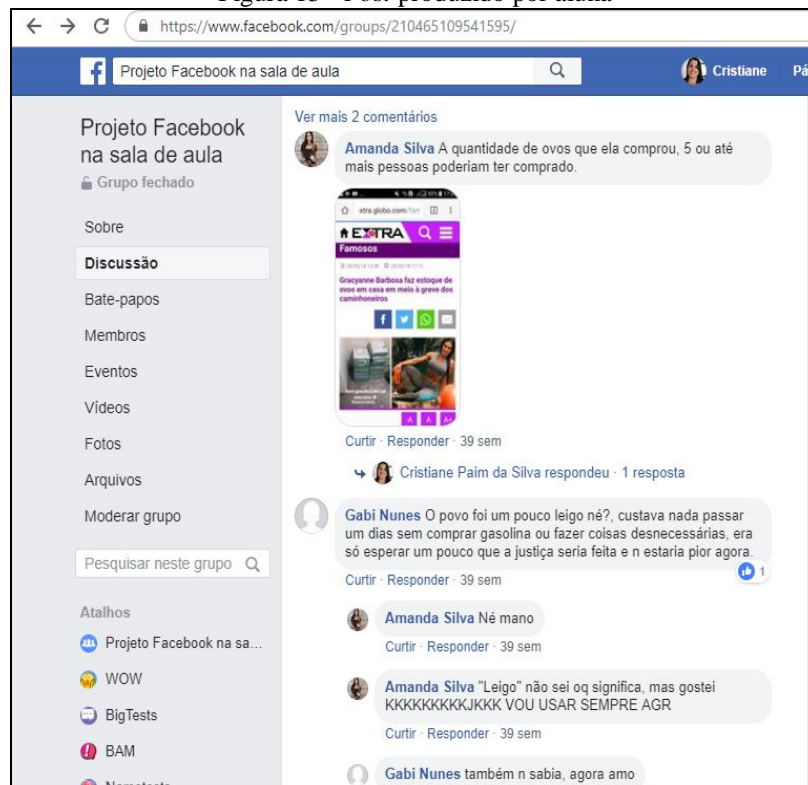 https://www.facebook.com/groups/210465109541595/
Projeto Facebook na sala de aula
Cristiane
Projeto Facebook
na sala de aula
Grupo fechado
Sobre
Discussão
Bate-papos
Membros
Eventos
Vídeos
Fotos
Arquivos
Moderar grupo
Pesquisar neste grupo
Atalhos
Projeto Facebook na sa...
WOW
BigTests
BAM
Ver mais 2 comentários
Amanda Silva A quantidade de ovos que ela comprou, 5 ou até
mais pessoas poderiam ter comprado.
EXTRA
Famosos
Gracyanne Barbosa faz estoque de
ovos em casa em meio à greve dos
caminhoneiros
Curtir · Responder · 39 sem
Cristiane Paim da Silva respondeu · 1 resposta
Gabi Nunes O povo foi um pouco leigo né?, custava nada passar
um dias sem comprar gasolina ou fazer coisas desnecessárias, era
só esperar um pouco que a justiça seria feita e n estaria pior agora.
1
Curtir · Responder · 39 sem
Amanda Silva Né mano
Curtir · Responder · 39 sem
Amanda Silva "Leigo" não sei oq significa, mas gostei
KKKKKKKKKJKKK VOU USAR SEMPRE AGR
Curtir · Responder · 39 sem
Gabi Nunes também n sabia, agora amo